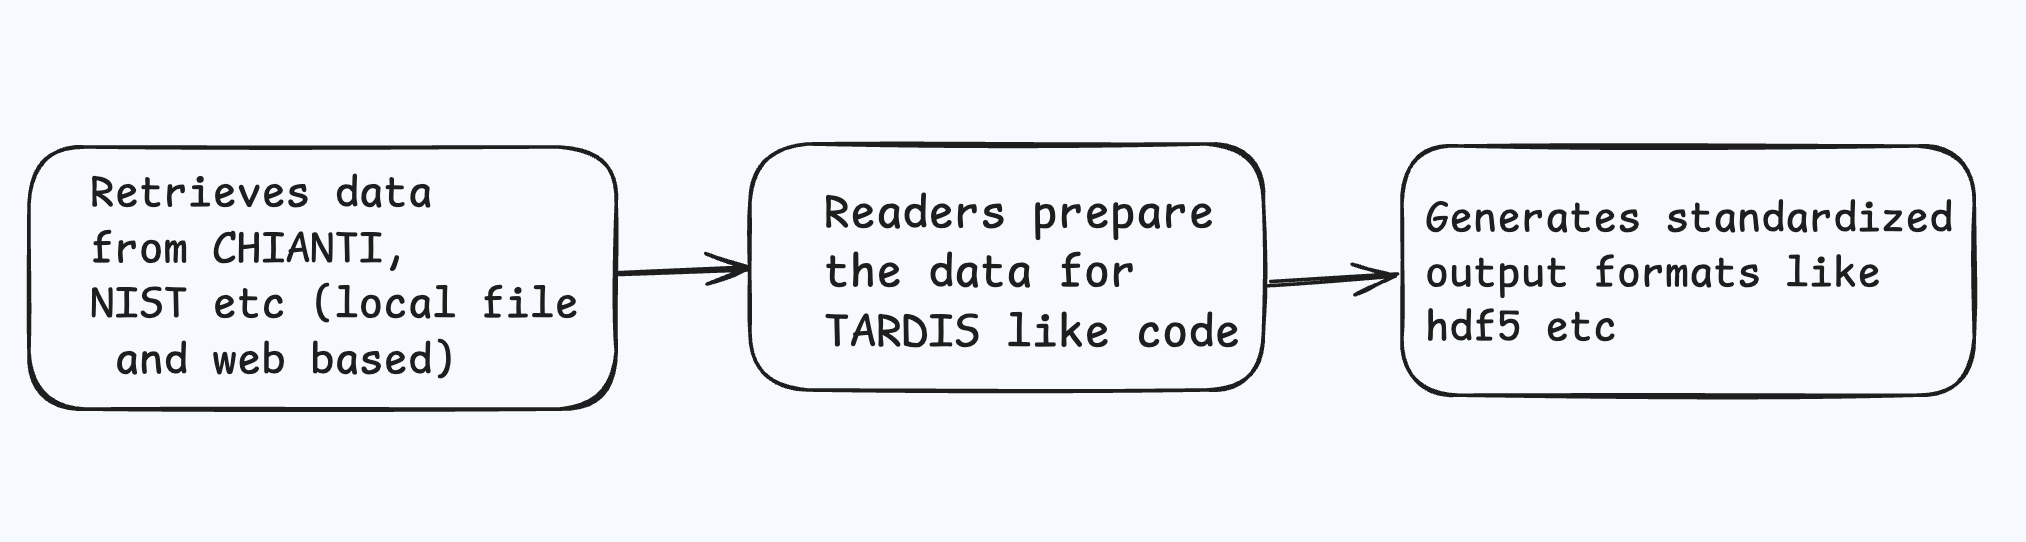 Retrieves data
from CHIANTI,
NIST etc (local file
and web based)
Readers prepare
the data for
TARDIS like code
Generates standardized
output formats like
hdf5 etc